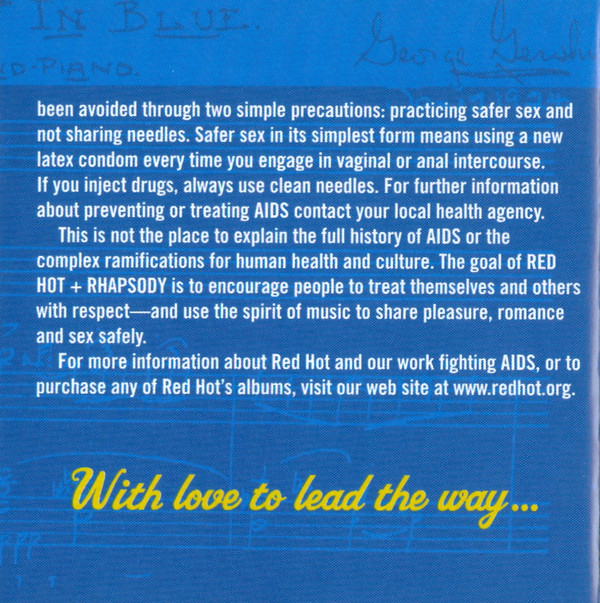 IN BLUE.
George Gershw
ND-PIANO.
been avoided through two simple precautions: practicing safer sex and
not sharing needles. Safer sex in its simplest form means using a new
latex condom every time you engage in vaginal or anal intercourse.
If you inject drugs, always use clean needles. For further information
about preventing or treating AIDS contact your local health agency.
This is not the place to explain the full history of AIDS or the
complex ramifications for human health and culture. The goal of RED
HOT + RHAPSODY is to encourage people to treat themselves and others
with respect—and use the spirit of music to share pleasure, romance
and sex safely.
For more information about Red Hot and our work fighting AIDS, or to
purchase any of Red Hot's albums, visit our web site at www.redhot.org.
With love to lead the way...